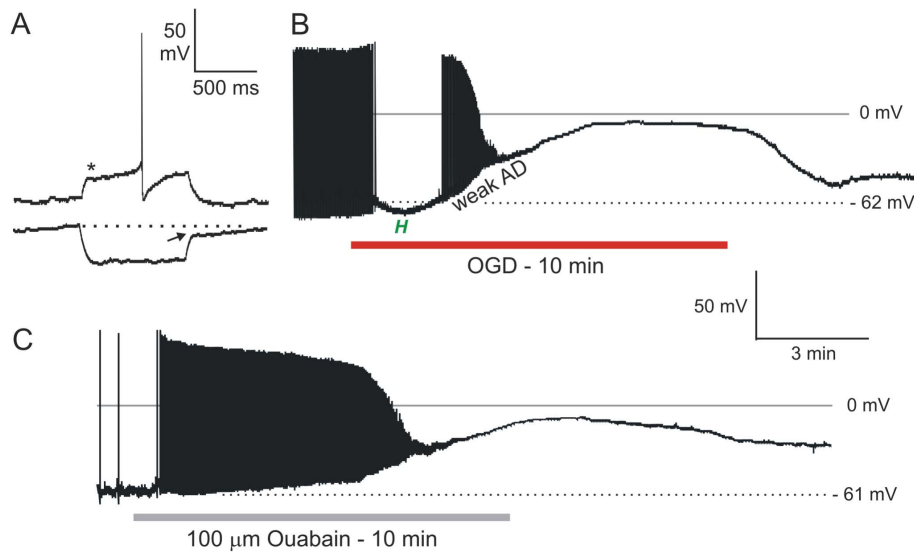 A
50
mV
500 ms
*
B
0 mV
weak AD
- 62 mV
H
OGD - 10 min
50 mV
3 min
C
0 mV
- 61 mV
100 µm Ouabain - 10 min